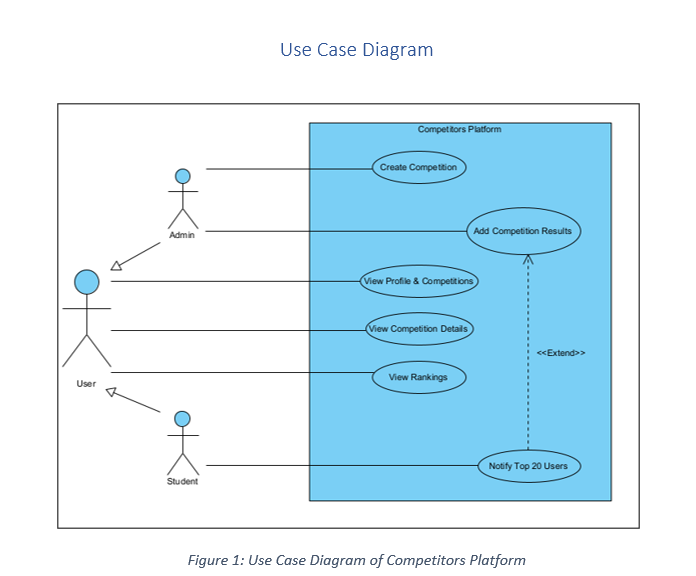 Use Case Diagram
Competitors Platform
Create Competition
Admin
Add Competition Results
View Profile & Competitions
View Competition Details
<<Extend>>
User
View Rankings
Notify Top 20 Users
Student
Figure 1: Use Case Diagram of Competitors Platform